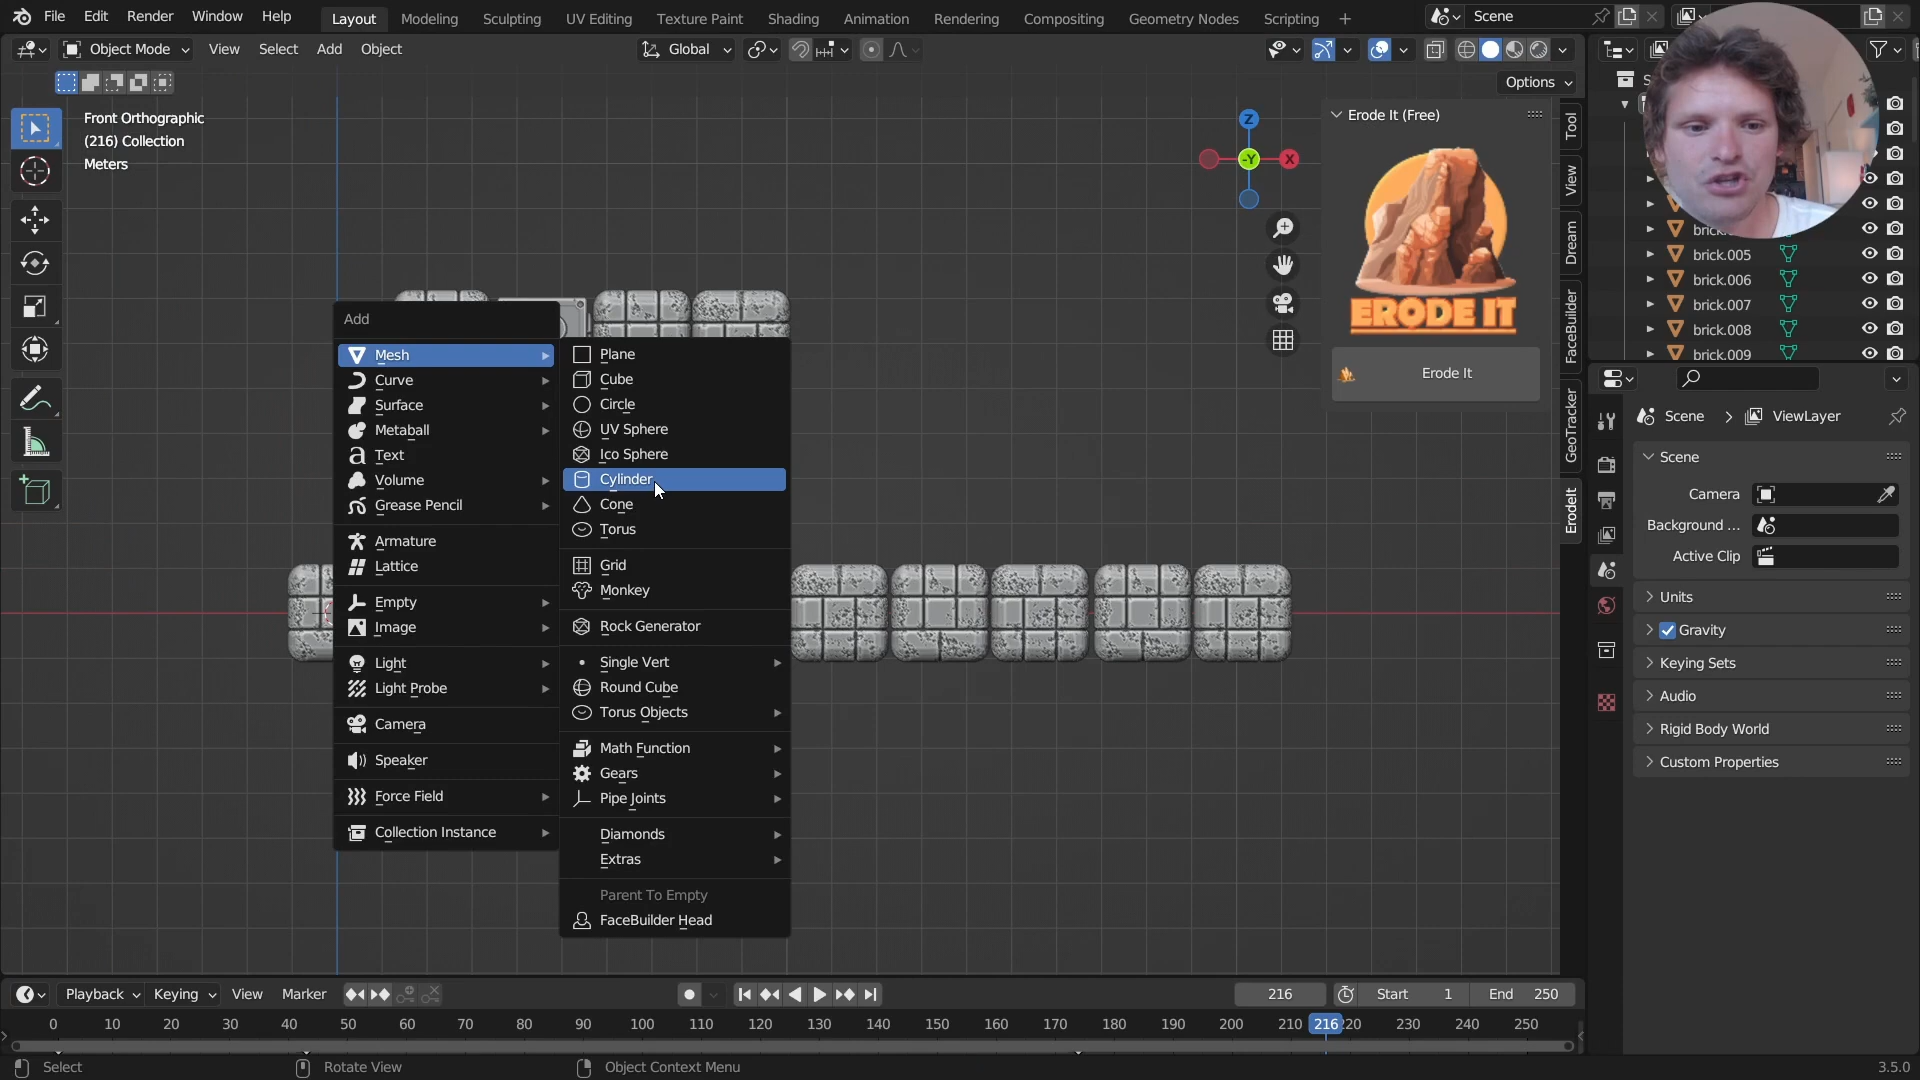 File Edit Render Window Help
Layout Modeling Sculpting UV Editing Texture Paint Shading Animation Rendering Compositing Geometry Nodes Scripting +
Scene
Object Mode View Select Add Object
Global
Options
Front Orthographic
(216) Collection
Meters
Z
-Y
X
Erode It (Free)
ERODE IT
Erode It
Tool
View
Dream
FaceBuilder
GeoTracker
ErodeIt
Add
Mesh
Curve
Surface
Metaball
Text
Volume
Grease Pencil
Armature
Lattice
Empty
Image
Light
Light Probe
Camera
Speaker
Force Field
Collection Instance
Plane
Cube
Circle
UV Sphere
Ico Sphere
Cylinder
Cone
Torus
Grid
Monkey
Rock Generator
Single Vert
Round Cube
Torus Objects
Math Function
Gears
Pipe Joints
Diamonds
Extras
Parent To Empty
FaceBuilder Head
brick.005
brick.006
brick.007
brick.008
brick.009
Scene > ViewLayer
Scene
Camera
Background ...
Active Clip
Units
Gravity
Keying Sets
Audio
Rigid Body World
Custom Properties
Playback Keying View Marker
216 Start 1 End 250
0 10 20 30 40 50 60 70 80 90 100 110 120 130 140 150 160 170 180 190 200 210 216 220 230 240 250
Select Rotate View Object Context Menu 3.5.0